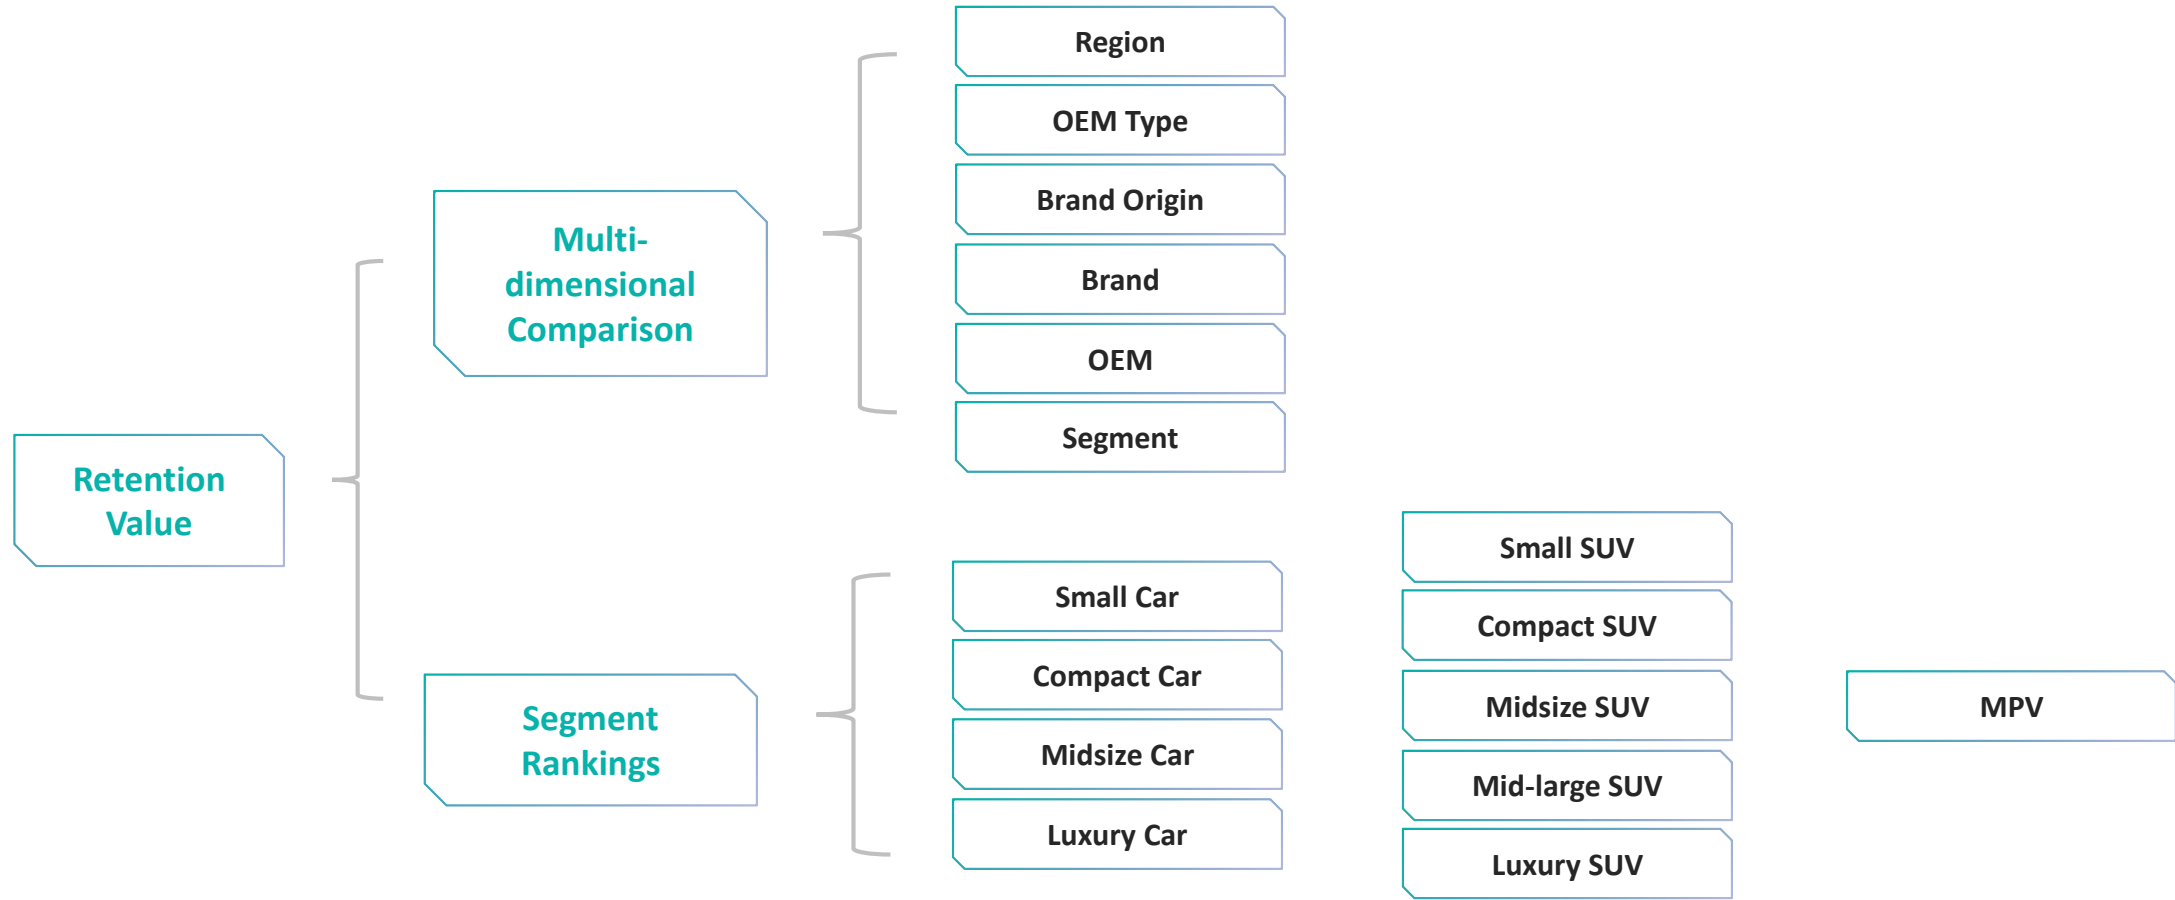 Retention
Value
Multi-
dimensional
Comparison
Region
OEM Type
Brand Origin
Brand
OEM
Segment
Segment
Rankings
Small Car
Compact Car
Midsize Car
Luxury Car
Small SUV
Compact SUV
Midsize SUV
Mid-large SUV
Luxury SUV
MPV